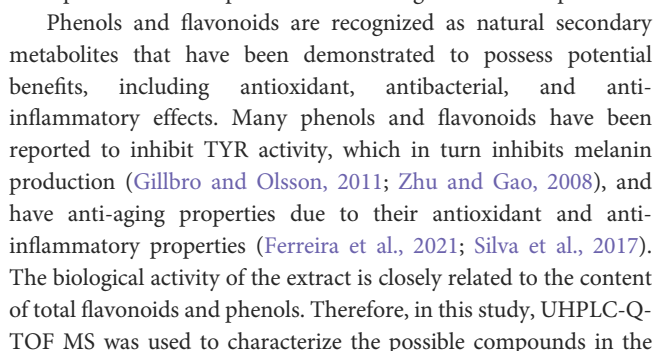 Phenols and flavonoids are recognized as natural secondary
metabolites that have been demonstrated to possess potential
benefits, including antioxidant, antibacterial, and anti-
inflammatory effects. Many phenols and flavonoids have been
reported to inhibit TYR activity, which in turn inhibits melanin
production (Gillbro and Olsson, 2011; Zhu and Gao, 2008), and
have anti-aging properties due to their antioxidant and anti-
inflammatory properties (Ferreira et al., 2021; Silva et al., 2017).
The biological activity of the extract is closely related to the content
of total flavonoids and phenols. Therefore, in this study, UHPLC-Q-
TOF MS was used to characterize the possible compounds in the